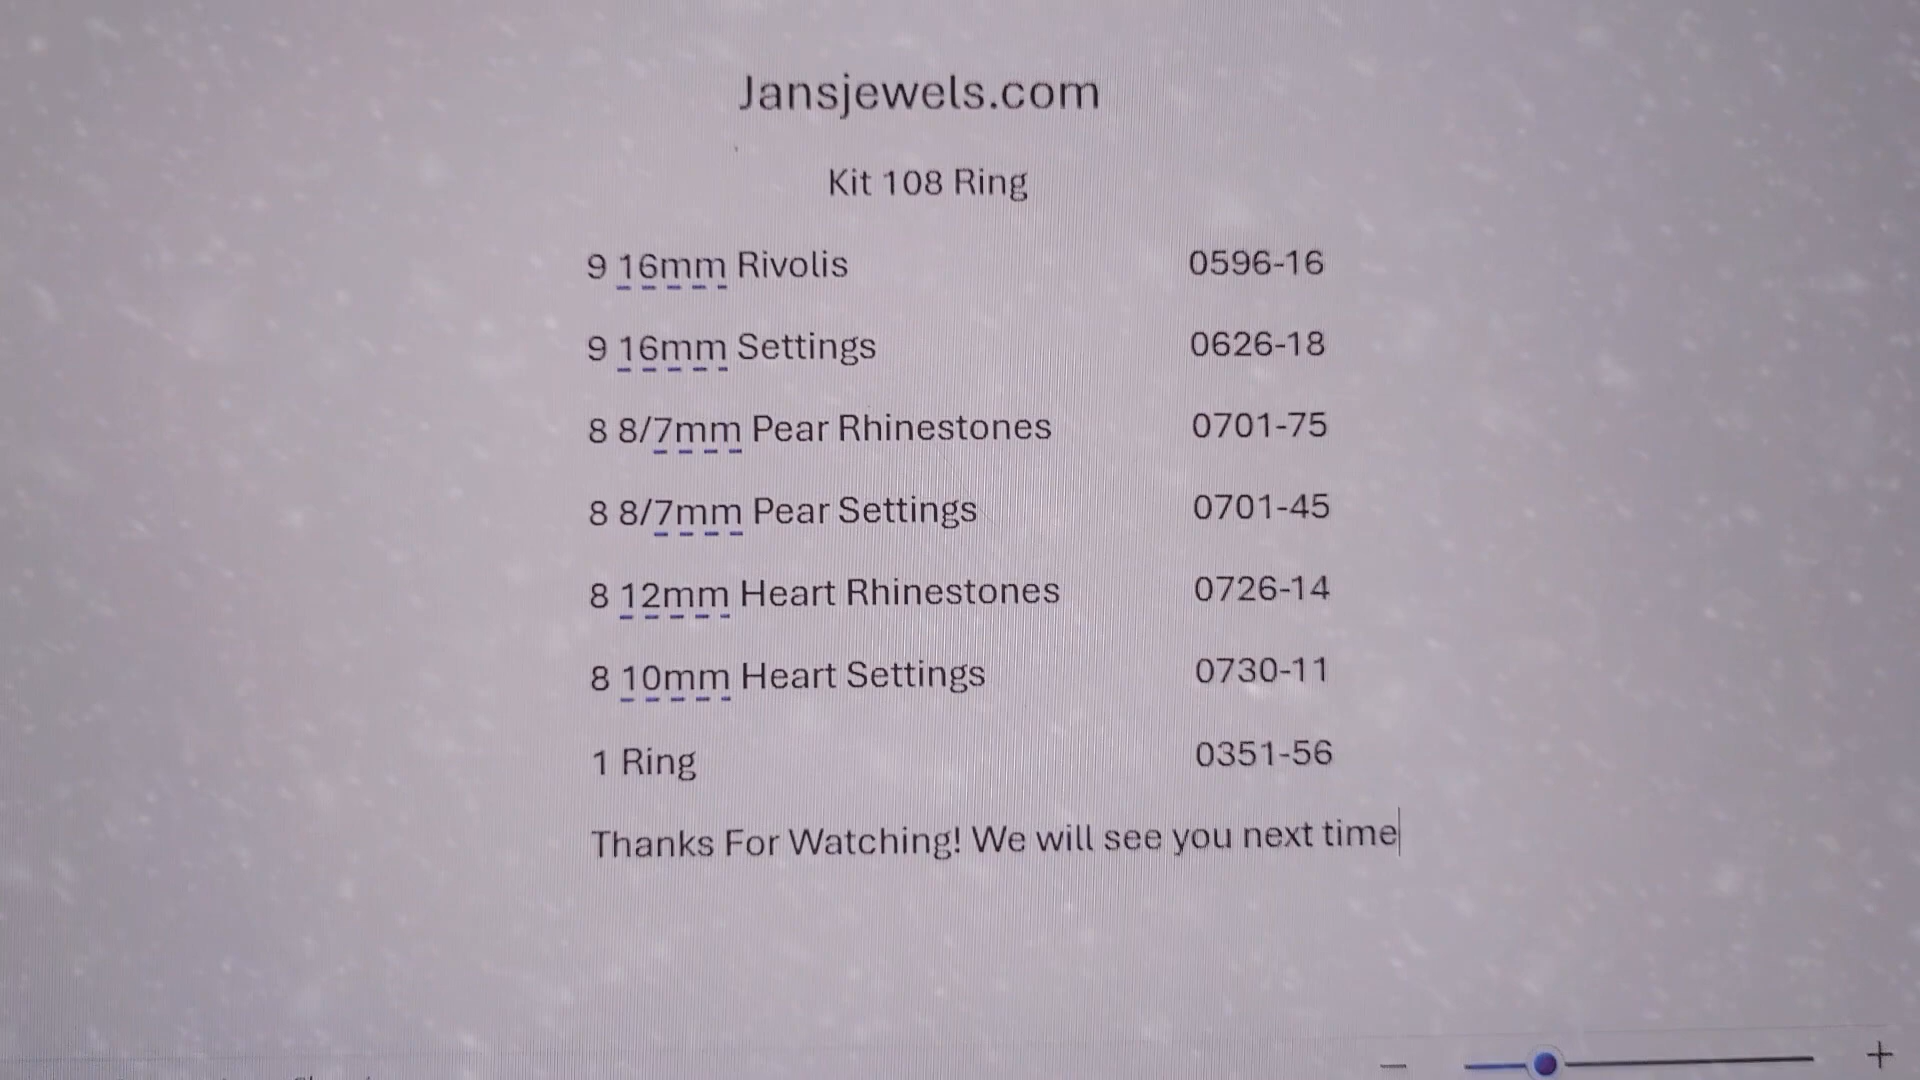 Jansjewels.com
Kit 108 Ring
9 16mm Rivolis 0596-16
9 16mm Settings 0626-18
8 8/7mm Pear Rhinestones 0701-75
8 8/7mm Pear Settings 0701-45
8 12mm Heart Rhinestones 0726-14
8 10mm Heart Settings 0730-11
1 Ring 0351-56
Thanks For Watching! We will see you next time